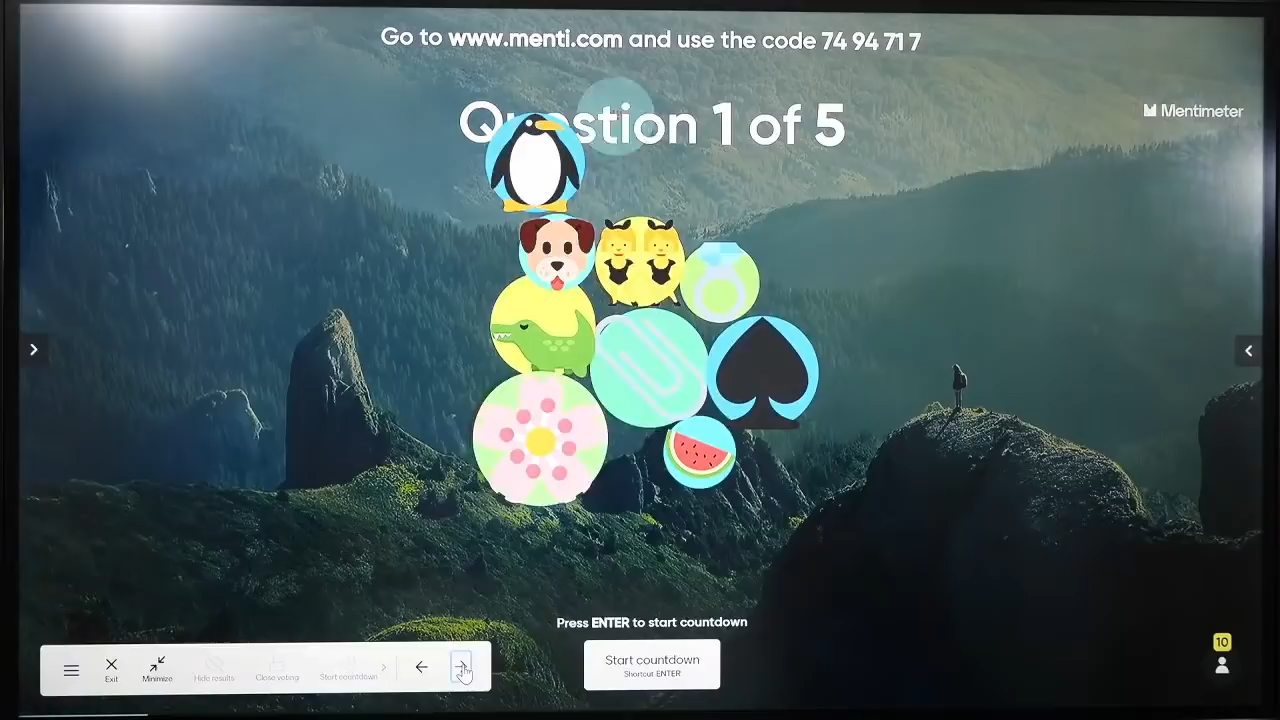 Go to www.menti.com and use the code 74 94 71 7
Question 1 of 5
Mentimeter
Press ENTER to start countdown
Start countdown
Shortcut ENTER
Exit
Minimize
Hide results
Close voting
Start countdown
10